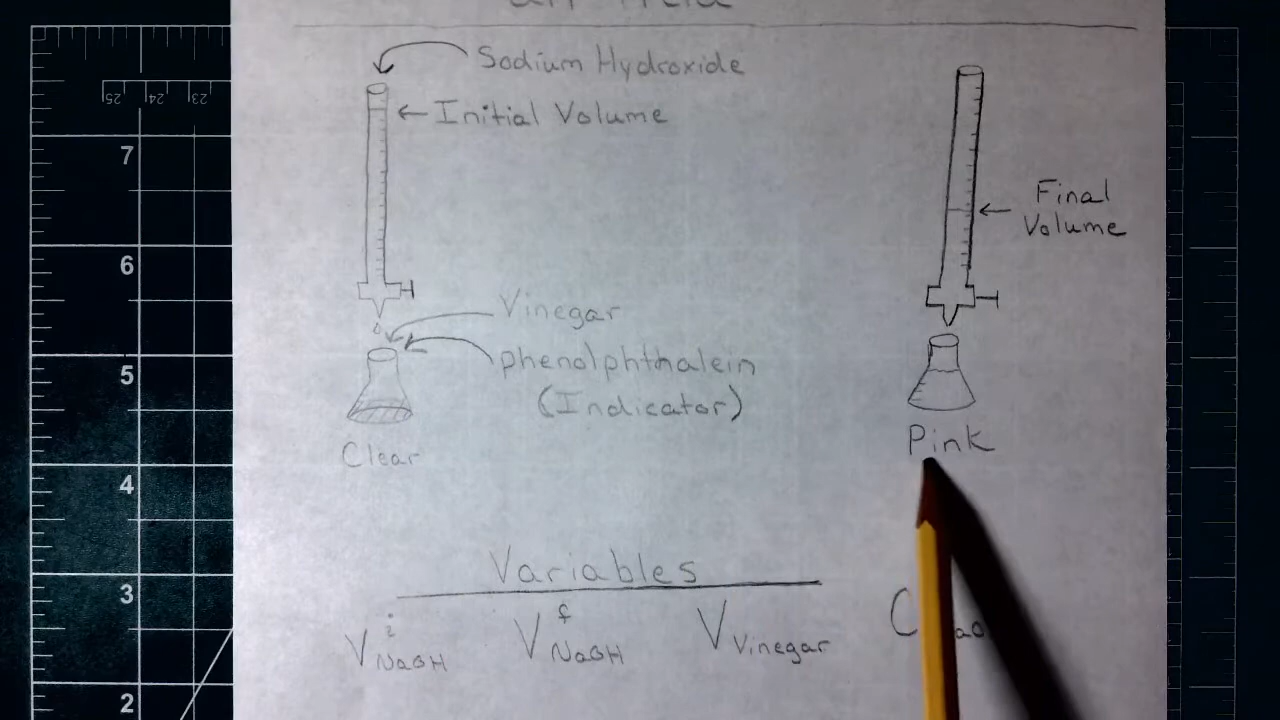 Sodium Hydroxide
Initial Volume
Final
Volume
Vinegar
phenolphthalein
(Indicator)
Clear
Pink
Variables
V i NaOH
V f NaOH
V Vinegar
C
25
24
23
7
6
5
4
3
2